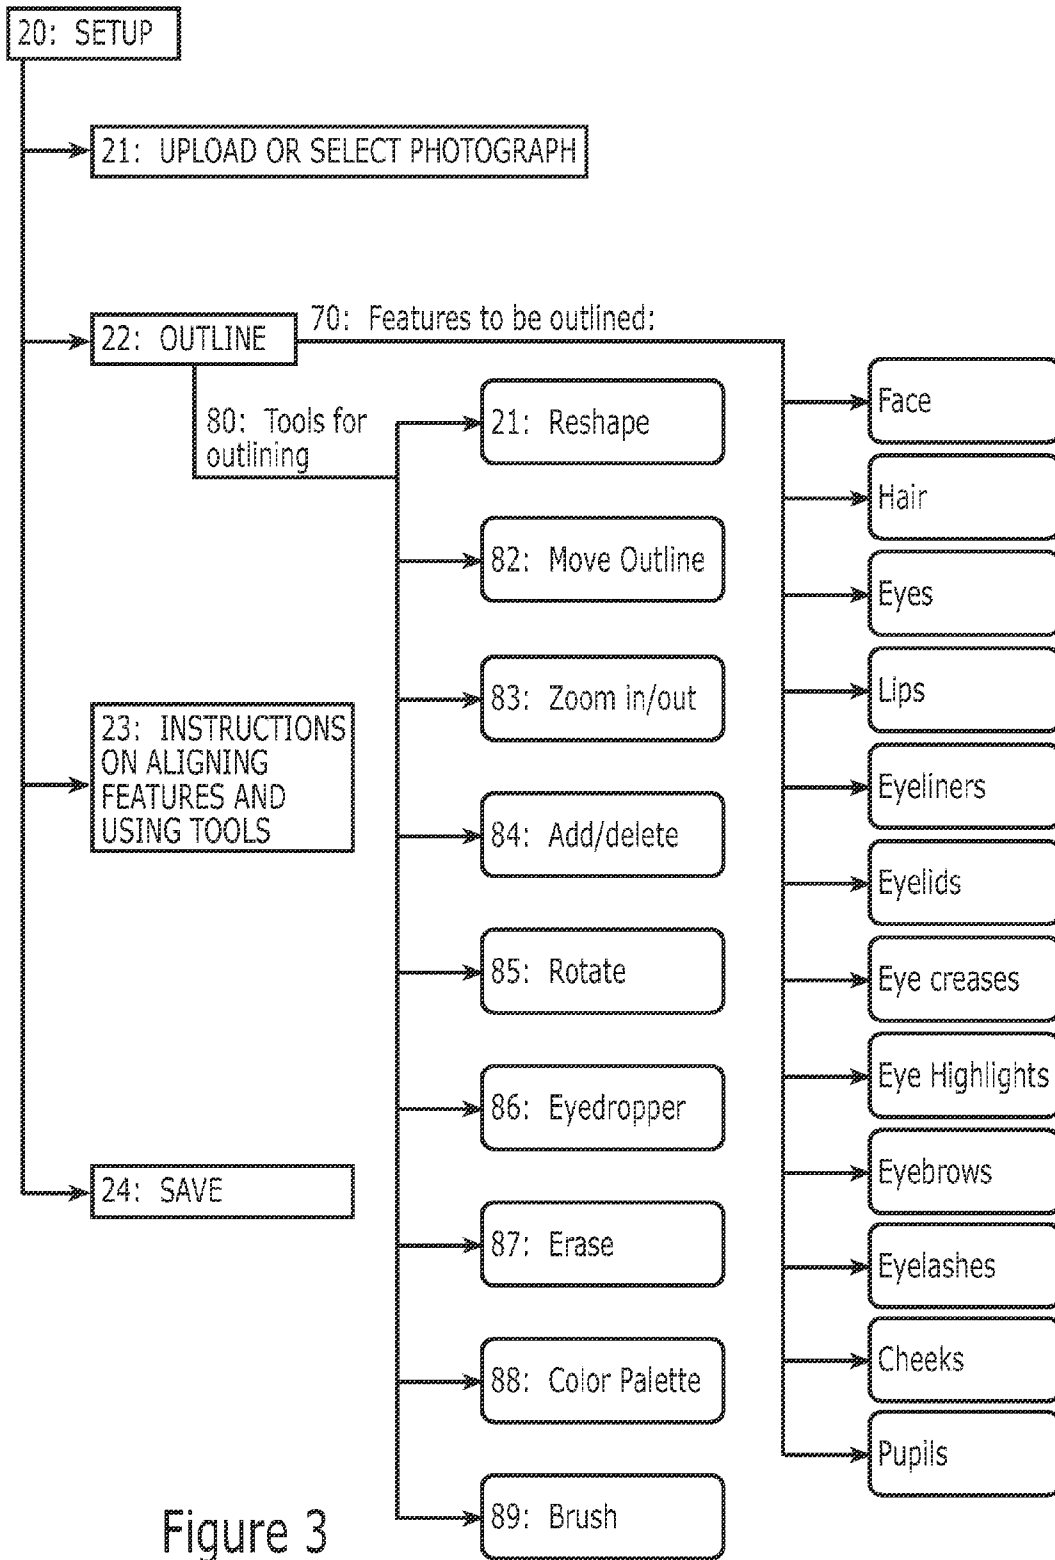 20: SETUP
21: UPLOAD OR SELECT PHOTOGRAPH
22: OUTLINE
70: Features to be outlined:
80: Tools for
outlining
21: Reshape
82: Move Outline
83: Zoom in/out
84: Add/delete
85: Rotate
86: Eyedropper
87: Erase
88: Color Palette
89: Brush
Face
Hair
Eyes
Lips
Eyeliners
Eyelids
Eye creases
Eye Highlights
Eyebrows
Eyelashes
Cheeks
Pupils
23: INSTRUCTIONS
ON ALIGNING
FEATURES AND
USING TOOLS
24: SAVE
Figure 3